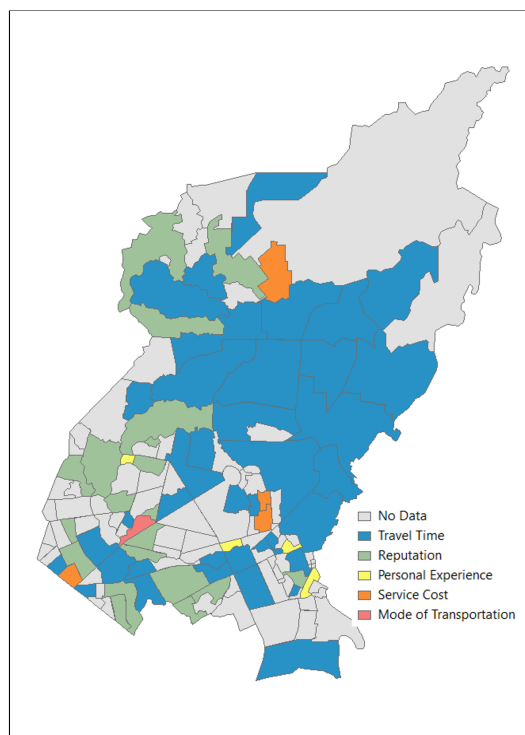 No Data
Travel Time
Reputation
Personal Experience
Service Cost
Mode of Transportation